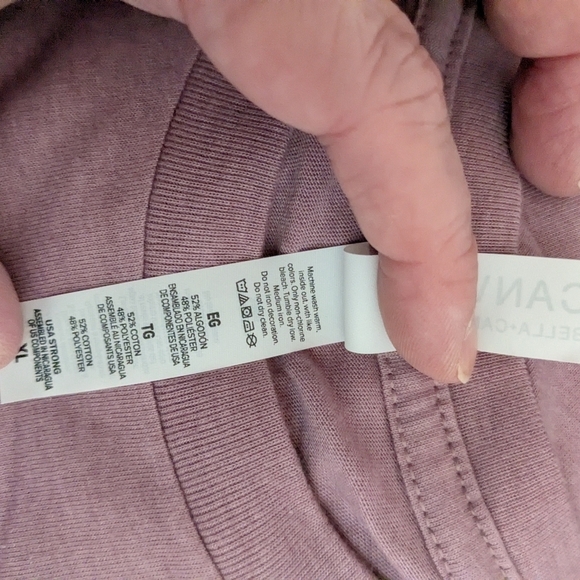 XL
52% COTTON
48% POLYESTER
USA STRONG
ASSEMBLED IN NICARAGUA
OF US COMPONENTS
TG
52% COTON
48% POLYESTER
ASSEMBLÉ AU NICARAGUA
DE COMPOSANTS USA
EG
52% ALGODÓN
48% POLIÉSTER
ENSAMBLADO EN NICARAGUA
DE COMPONENTES DE USA
Machine wash warm,
inside out, with like
colors. Only non-chlorine
bleach. Tumble dry low.
Medium iron.
Do not iron decoration.
Do not dry clean.